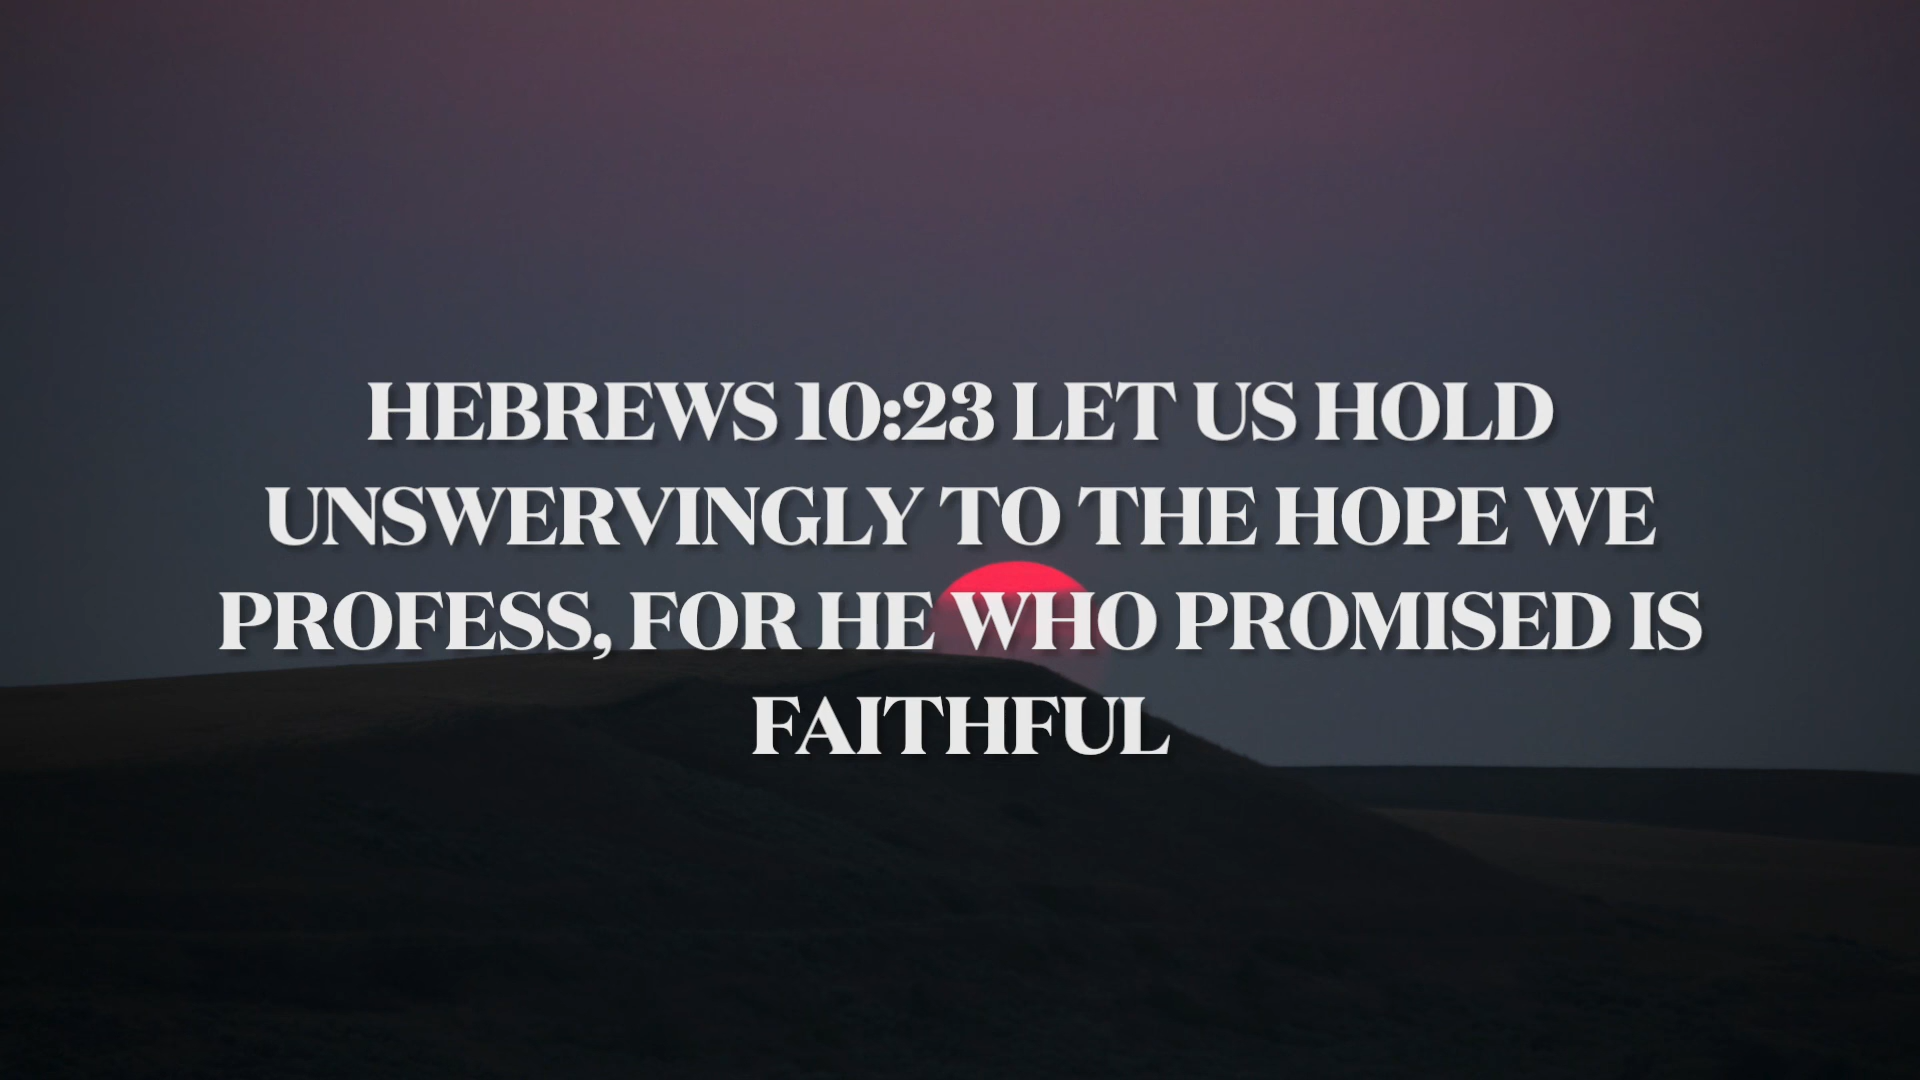 HEBREWS 10:23 LET US HOLD
UNSWERVINGLY TO THE HOPE WE
PROFESS, FOR HE WHO PROMISED IS
FAITHFUL